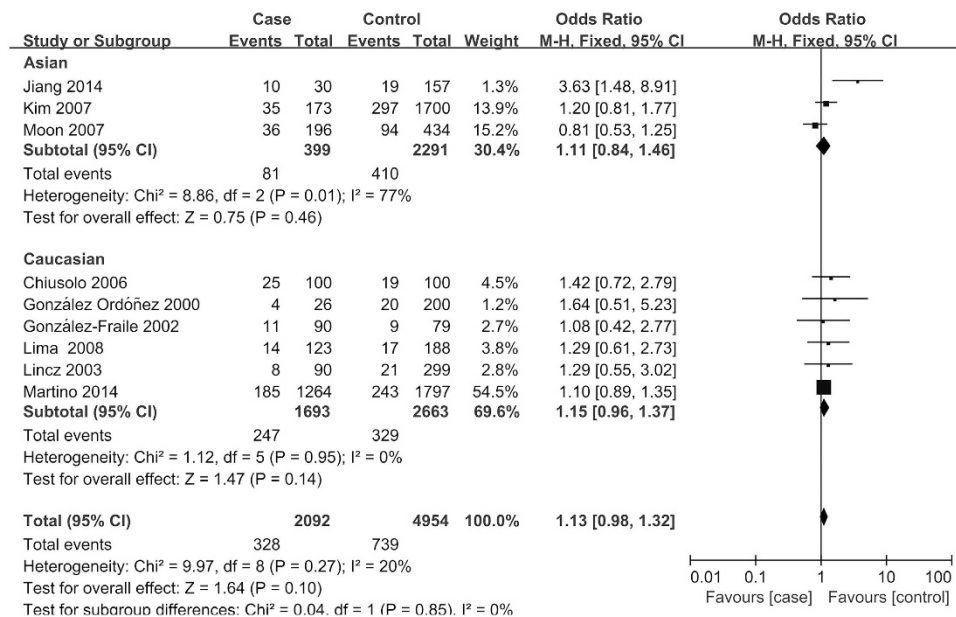 Case Control Odds Ratio Odds Ratio
Study or Subgroup Events Total Events Total Weight M-H, Fixed, 95% CI M-H, Fixed, 95% CI
Asian
Jiang 2014 10 30 19 157 1.3% 3.63 [1.48, 8.91]
Kim 2007 35 173 297 1700 13.9% 1.20 [0.81, 1.77]
Moon 2007 36 196 94 434 15.2% 0.81 [0.53, 1.25]
Subtotal (95% CI) 399 2291 30.4% 1.11 [0.84, 1.46]
Total events 81 410
Heterogeneity: Chi² = 8.86, df = 2 (P = 0.01); I² = 77%
Test for overall effect: Z = 0.75 (P = 0.46)
Caucasian
Chiusolo 2006 25 100 19 100 4.5% 1.42 [0.72, 2.79]
González Ordóñez 2000 4 26 20 200 1.2% 1.64 [0.51, 5.23]
González-Fraile 2002 11 90 9 79 2.7% 1.08 [0.42, 2.77]
Lima 2008 14 123 17 188 3.8% 1.29 [0.61, 2.73]
Lincz 2003 8 90 21 299 2.8% 1.29 [0.55, 3.02]
Martino 2014 185 1264 243 1797 54.5% 1.10 [0.89, 1.35]
Subtotal (95% CI) 1693 2663 69.6% 1.15 [0.96, 1.37]
Total events 247 329
Heterogeneity: Chi² = 1.12, df = 5 (P = 0.95); I² = 0%
Test for overall effect: Z = 1.47 (P = 0.14)
Total (95% CI) 2092 4954 100.0% 1.13 [0.98, 1.32]
Total events 328 739
Heterogeneity: Chi² = 9.97, df = 8 (P = 0.27); I² = 20%
Test for overall effect: Z = 1.64 (P = 0.10)
Test for subgroup differences: Chi² = 0.04, df = 1 (P = 0.85), I² = 0%
0.01 0.1 1 10 100
Favours [case] Favours [control]